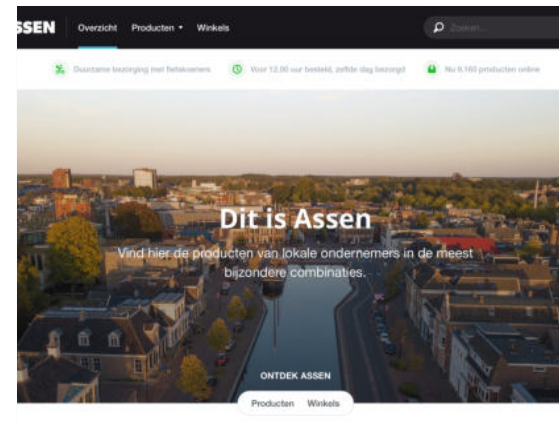 SSEN
Overzicht Producten Winkels
Zoeken...
Duurzame bezorging met fietskoeriers
Voor 12.00 uur besteld, zelfde dag bezorgd
Nu 9.160 producten online
Dit is Assen
Vind hier de producten van lokale ondernemers in de meest
bijzondere combinaties.
ONTDEK ASSEN
Producten Winkels